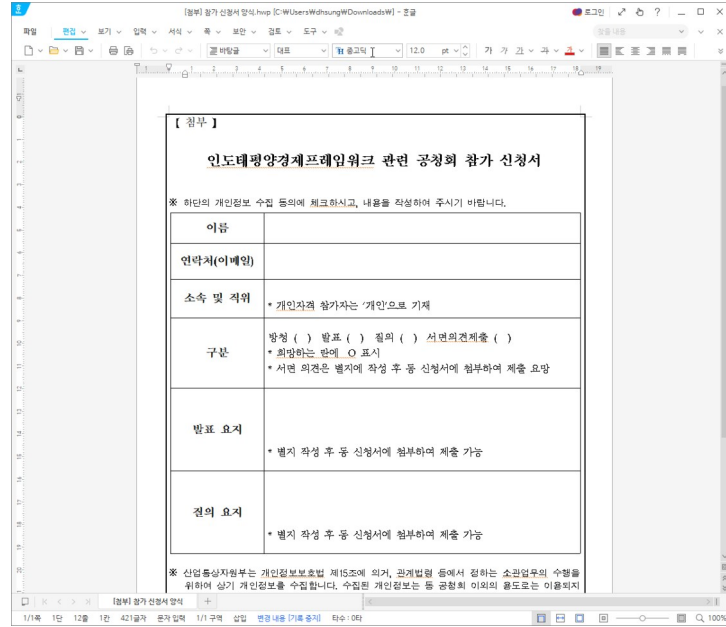 [첨부] 참가 신청서 양식.hwp [C:₩Users₩dhsung₩Downloads₩] - 훈글
로그인
파일 편집 보기 입력 서식 쪽 보안 검토 도구
찾을 내용
바탕글 대표 중고딕 12.0 pt 가 가 가 가 가
【 첨부 】
인도태평양경제프레임워크 관련 공청회 참가 신청서
※ 하단의 개인정보 수집 동의에 체크하시고, 내용을 작성하여 주시기 바랍니다.
이름
연락처(이메일)
소속 및 직위
* 개인자격 참가자는 '개인'으로 기재
구분
방청 ( ) 발표 ( ) 질의 ( ) 서면의견제출 ( )
* 희망하는 란에 O 표시
* 서면 의견은 별지에 작성 후 동 신청서에 첨부하여 제출 요망
발표 요지
* 별지 작성 후 동 신청서에 첨부하여 제출 가능
질의 요지
* 별지 작성 후 동 신청서에 첨부하여 제출 가능
※ 산업통상자원부는 개인정보보호법 제15조에 의거, 관계법령 등에서 정하는 소관업무의 수행을
위하여 상기 개인정보를 수집합니다. 수집된 개인정보는 동 공청회 이외의 용도로는 이용되지
[첨부] 참가 신청서 양식
1/1쪽 1단 12줄 1칸 421글자 문자 입력 1/1 구역 삽입 변경 내용 [기록 중지] 타수 : 0타 100%